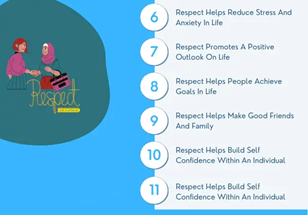 6
Respect Helps Reduce Stress And
Anxiety In Life
7
Respect Promotes A Positive
Outlook On Life
8
Respect Helps People Achieve
Goals In Life
9
Respect Helps Make Good Friends
And Family
10
Respect Helps Build Self
Confidence Within An Individual
11
Respect Helps Build Self
Confidence Within An Individual
Respect